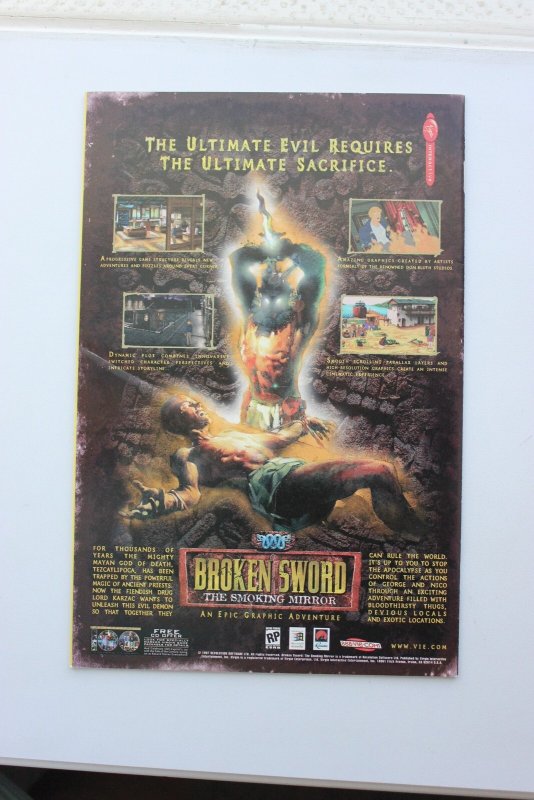 THE ULTIMATE EVIL REQUIRES
THE ULTIMATE SACRIFICE.
A PROGRESSIVE GAME STRUCTURE REVEALS NEW
ADVENTURES AND PUZZLES AROUND EVERY CORNER
AMAZING GRAPHICS CREATED BY ARTISTS
FORMERLY OF THE RENOWNED DON BLUTH STUDIOS
DYNAMIC PLOT COMBINES INNOVATIVE
SWITCHED CHARACTER PERSPECTIVES AND
INTRICATE STORYLINE
SMOOTH SCROLLING PARALLAX LAYERS AND
HIGH RESOLUTION GRAPHICS CREATE AN INTENSE
CINEMATIC EXPERIENCE
FOR THOUSANDS OF
YEARS THE MIGHTY
MAYAN GOD OF DEATH,
TEZCATLIPOCA, HAS BEEN
TRAPPED BY THE POWERFUL
MAGIC OF ANCIENT PRIESTS.
NOW THE FIENDISH DRUG
LORD KARZAC WANTS TO
UNLEASH THIS EVIL DEMON
SO THAT TOGETHER THEY
CAN RULE THE WORLD.
IT'S UP TO YOU TO STOP
THE APOCALYPSE AS YOU
CONTROL THE ACTIONS
OF GEORGE AND NICO
THROUGH AN EXCITING
ADVENTURE FILLED WITH
BLOODTHIRSTY THUGS,
DEVIOUS LOCALS
AND EXOTIC LOCATIONS.
BROKEN SWORD
THE SMOKING MIRROR
AN EPIC GRAPHIC ADVENTURE
FREE
CD OFFER
RP
WWW.VIE.COM